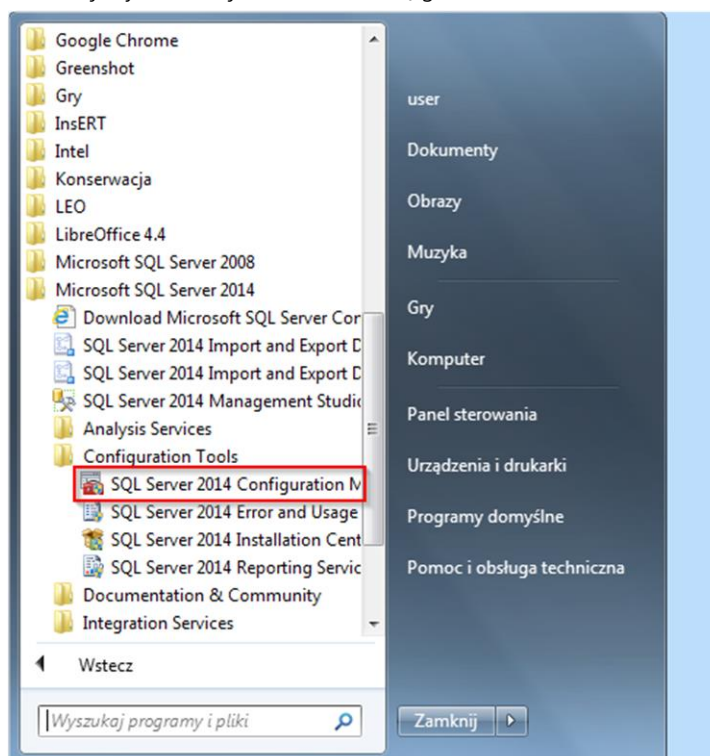 Google Chrome
Greenshot
Gry
InsERT
Intel
Konserwacja
LEO
LibreOffice 4.4
Microsoft SQL Server 2008
Microsoft SQL Server 2014
Download Microsoft SQL Server Cor
SQL Server 2014 Import and Export D
SQL Server 2014 Import and Export D
SQL Server 2014 Management Studio
Analysis Services
Configuration Tools
SQL Server 2014 Configuration M
SQL Server 2014 Error and Usage
SQL Server 2014 Installation Cent
SQL Server 2014 Reporting Servic
Documentation & Community
Integration Services
Wstecz
Wyszukaj programy i pliki
user
Dokumenty
Obrazy
Muzyka
Gry
Komputer
Panel sterowania
Urządzenia i drukarki
Programy domyślne
Pomoc i obsługa techniczna
Zamknij